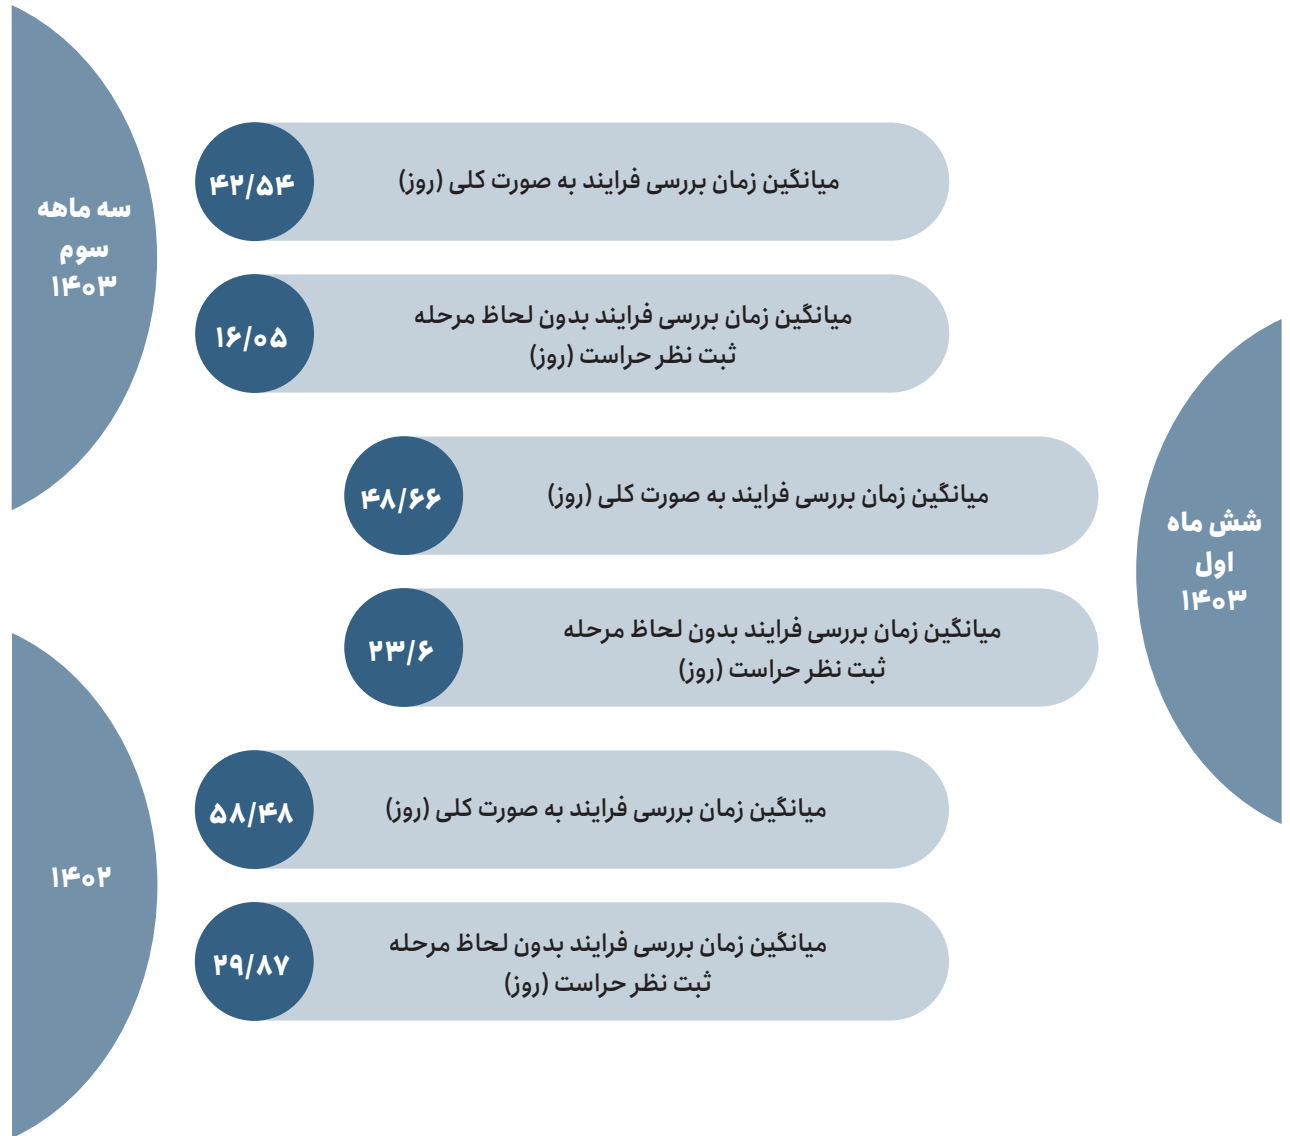 سه ماهه
سوم
۱۴۰۳
میانگین زمان بررسی فرایند به صورت کلی (روز)
۴۲/۵۴
میانگین زمان بررسی فرایند بدون لحاظ مرحله
ثبت نظر حراست (روز)
۱۶/۰۵
شش ماه
اول
۱۴۰۳
میانگین زمان بررسی فرایند به صورت کلی (روز)
۴۸/۶۶
میانگین زمان بررسی فرایند بدون لحاظ مرحله
ثبت نظر حراست (روز)
۲۳/۶
۱۴۰۲
میانگین زمان بررسی فرایند به صورت کلی (روز)
۵۸/۴۸
میانگین زمان بررسی فرایند بدون لحاظ مرحله
ثبت نظر حراست (روز)
۲۹/۸۷